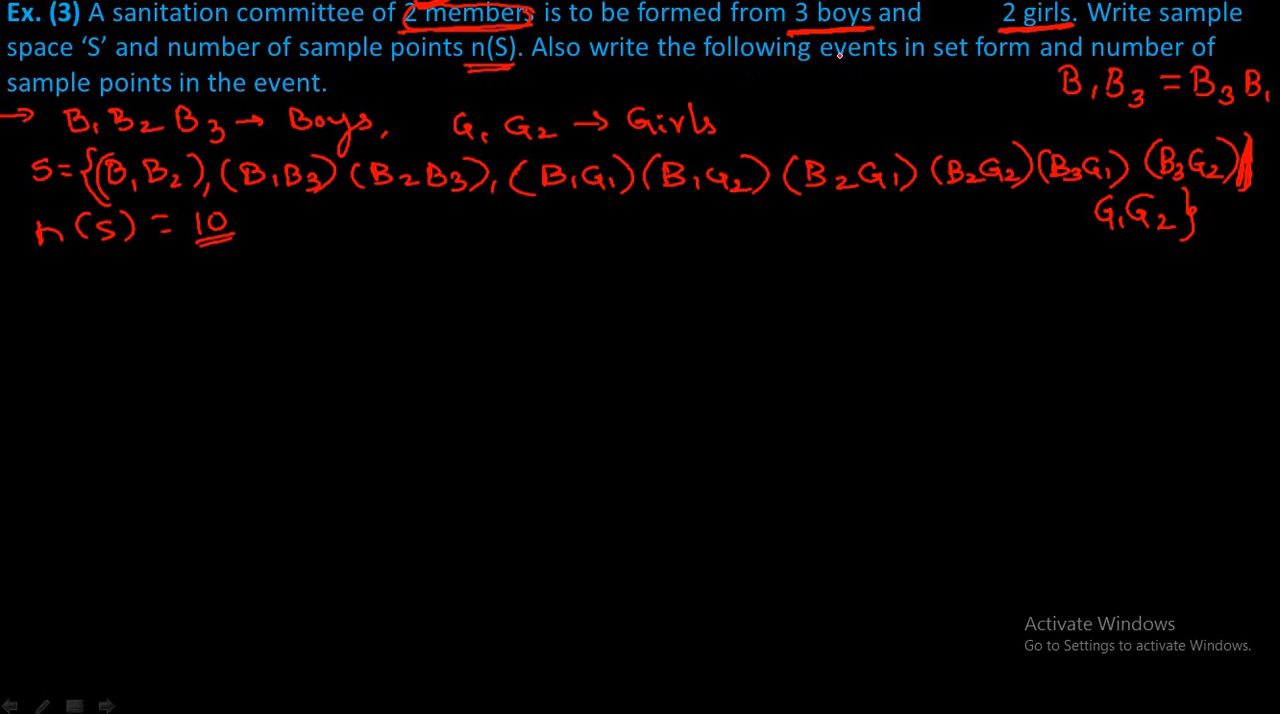 Ex. (3) A sanitation committee of 2 members is to be formed from 3 boys and 2 girls. Write sample
space ‘S’ and number of sample points n(S). Also write the following events in set form and number of
sample points in the event.
B₁B₃ = B₃B₁
→ B₁ B₂ B₃ → Boys, G₁ G₂ → Girls
S = {(B₁B₂), (B₁B₃) (B₂B₃), (B₁G₁) (B₁G₂) (B₂G₁) (B₂G₂) (B₃G₁) (B₃G₂)
G₁G₂}
n(S) = 10
Activate Windows
Go to Settings to activate Windows.